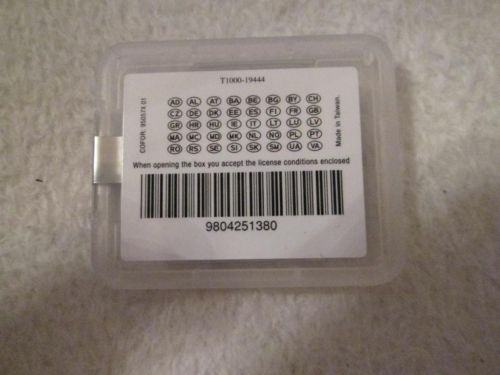 T1000-19444
COFOR: 95057X 01
AD AL AT BA BE BG BY CH
CZ DE DK EE ES FI FR GB
GR HR HU IE IT LT LU LV
MA MC MD MK NL NO PL PT
RO RS SE SI SK SM UA VA
Made in Taiwan.
When opening the box you accept the license conditions enclosed
9804251380